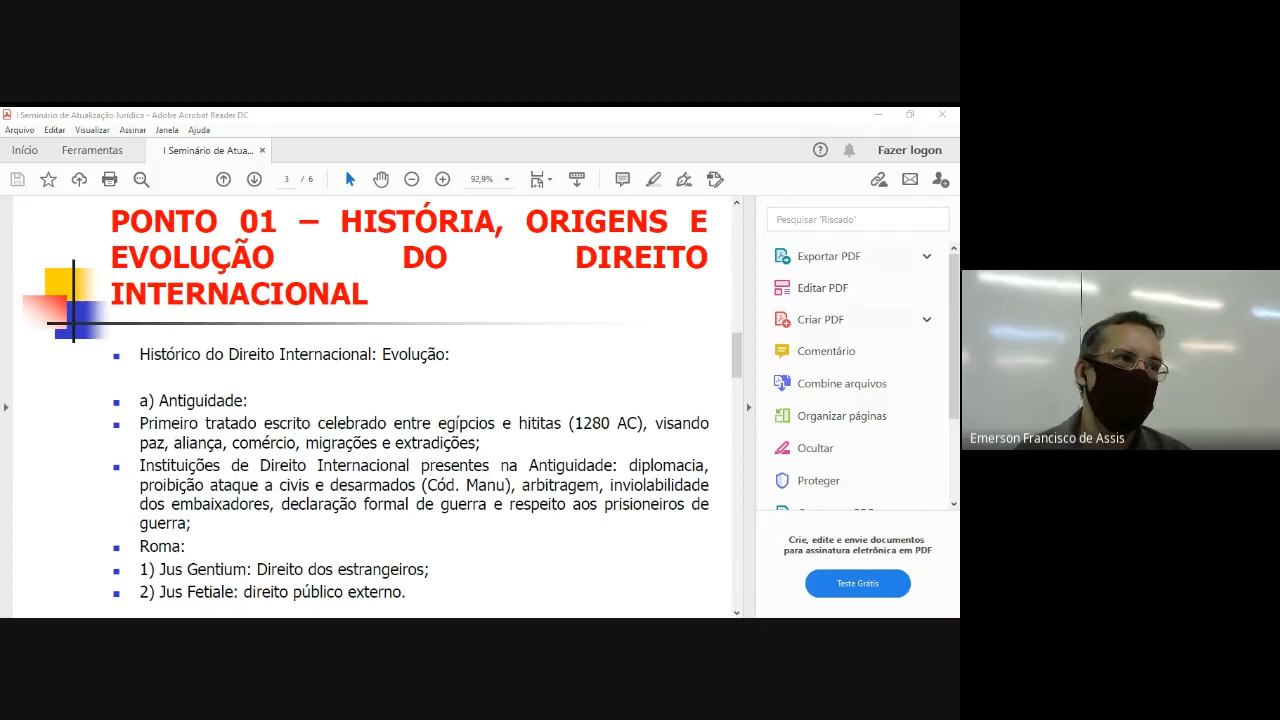 I Seminário de Atualização Jurídica - Adobe Acrobat Reader DC
Arquivo Editar Visualizar Assinar Janela Ajuda
Início Ferramentas I Seminário de Atua... × Fazer logon
3 / 6 92,9%
PONTO 01 – HISTÓRIA, ORIGENS E
EVOLUÇÃO DO DIREITO
INTERNACIONAL
Histórico do Direito Internacional: Evolução:
a) Antiguidade:
Primeiro tratado escrito celebrado entre egípcios e hititas (1280 AC), visando
paz, aliança, comércio, migrações e extradições;
Instituições de Direito Internacional presentes na Antiguidade: diplomacia,
proibição ataque a civis e desarmados (Cód. Manu), arbitragem, inviolabilidade
dos embaixadores, declaração formal de guerra e respeito aos prisioneiros de
guerra;
Roma:
1) Jus Gentium: Direito dos estrangeiros;
2) Jus Fetiale: direito público externo.
Pesquisar 'Riscado'
Exportar PDF
Editar PDF
Criar PDF
Comentário
Combine arquivos
Organizar páginas
Ocultar
Proteger
Crie, edite e envie documentos
para assinatura eletrônica em PDF
Teste Grátis
Emerson Francisco de Assis